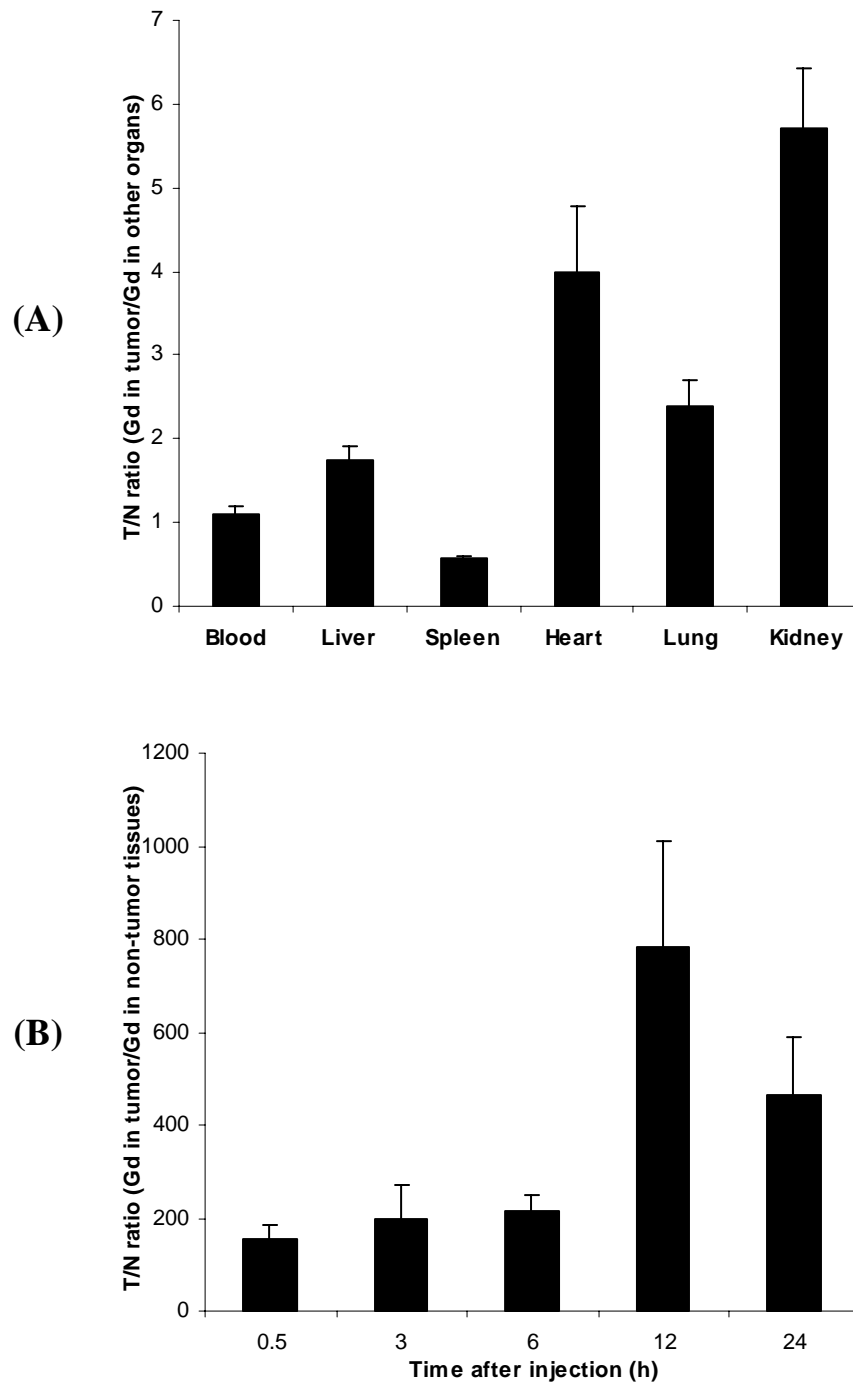 (A)
T/N ratio (Gd in tumor/Gd in other organs)
7
6
5
4
3
2
1
0
Blood Liver Spleen Heart Lung Kidney
(B)
T/N ratio (Gd in tumor/Gd in non-tumor tissues)
1200
1000
800
600
400
200
0
0.5 3 6 12 24
Time after injection (h)